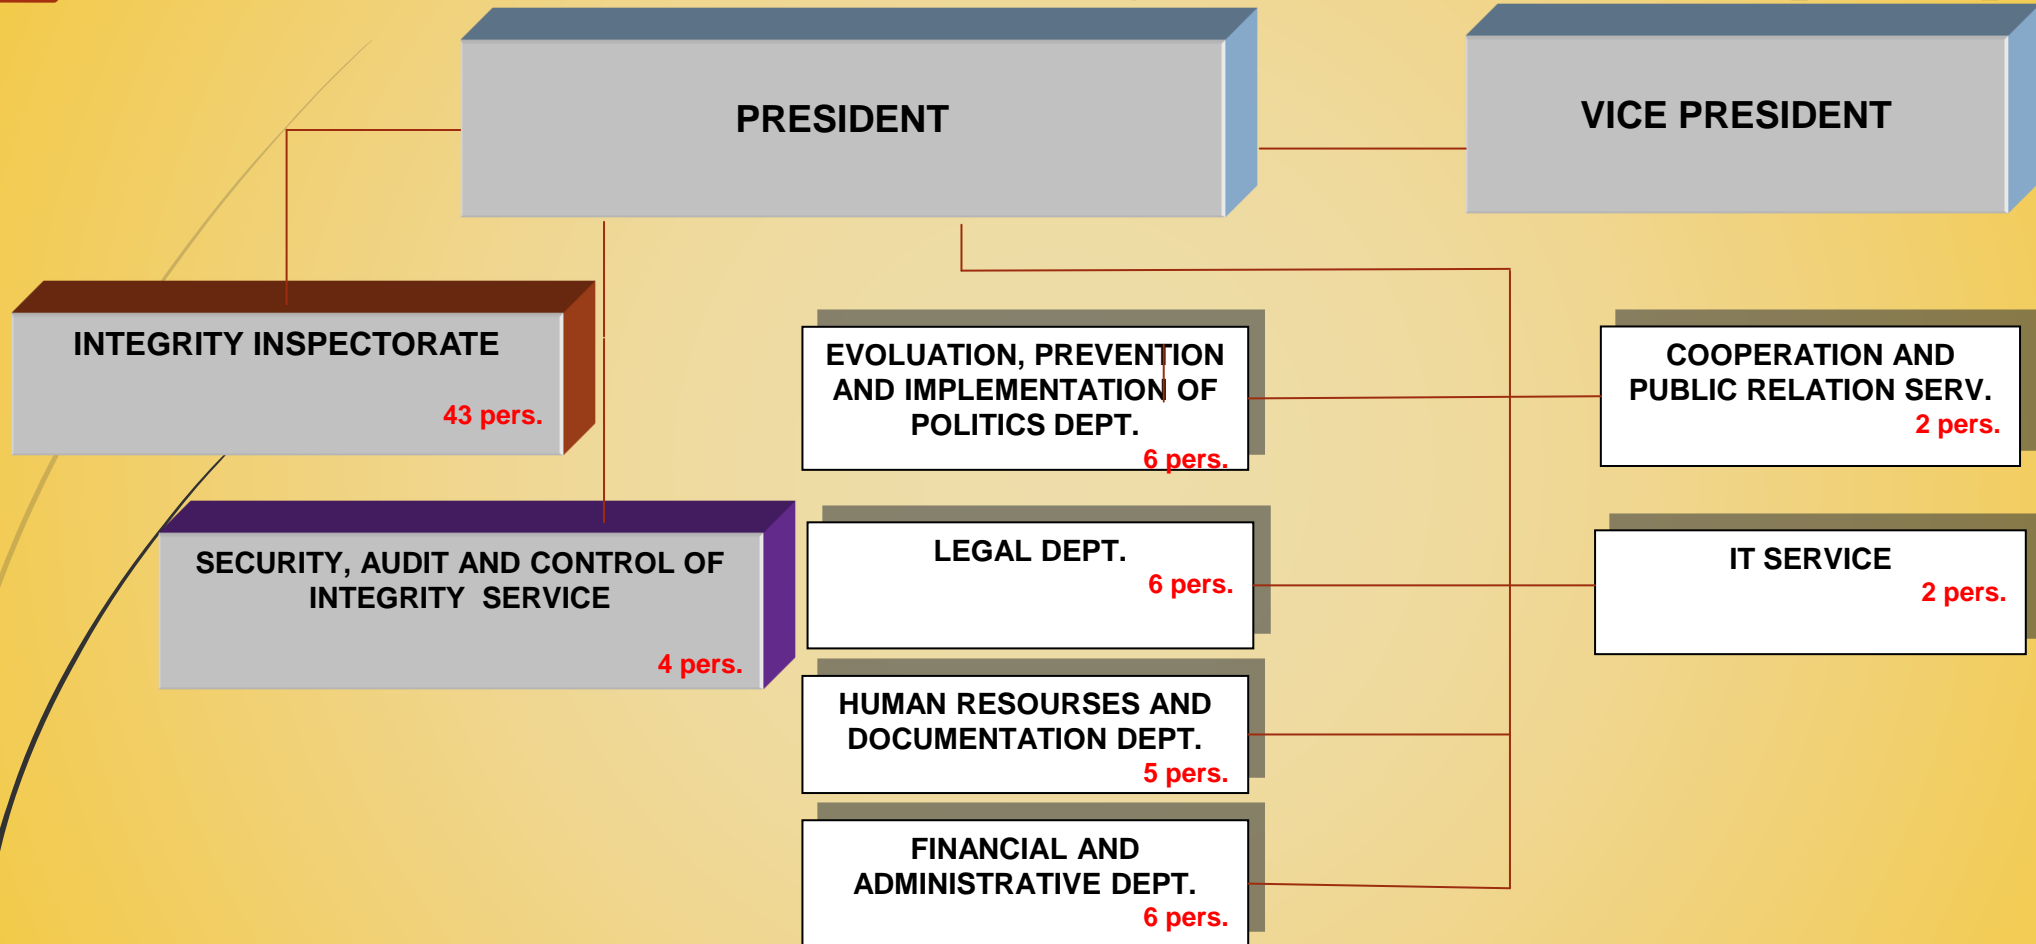 PRESIDENT
VICE PRESIDENT
INTEGRITY INSPECTORATE
43 pers.
SECURITY, AUDIT AND CONTROL OF
INTEGRITY SERVICE
4 pers.
EVOLUATION, PREVENTION
AND IMPLEMENTATION OF
POLITICS DEPT.
6 pers.
COOPERATION AND
PUBLIC RELATION SERV.
2 pers.
LEGAL DEPT.
6 pers.
IT SERVICE
2 pers.
HUMAN RESOURSES AND
DOCUMENTATION DEPT.
5 pers.
FINANCIAL AND
ADMINISTRATIVE DEPT.
6 pers.